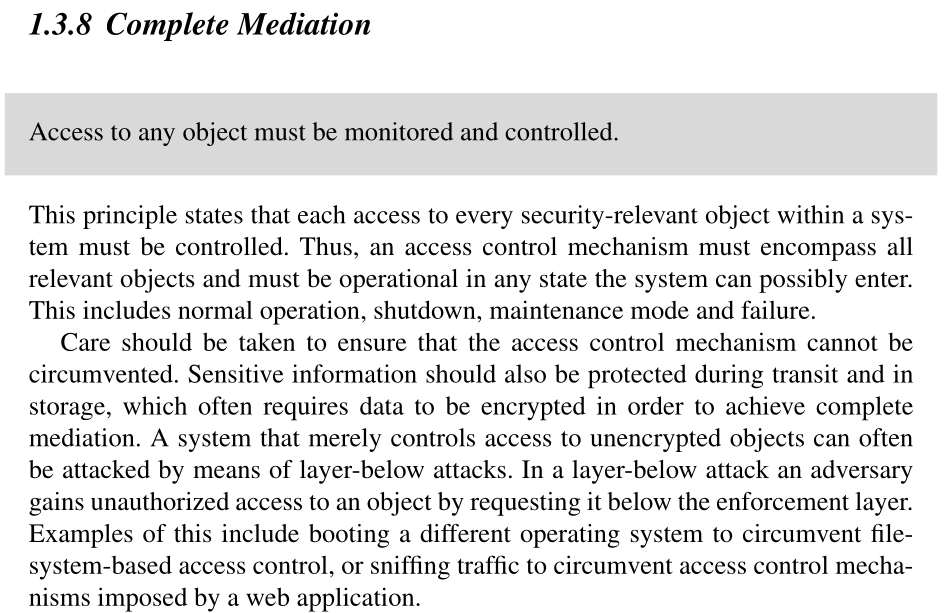 1.3.8 Complete Mediation
Access to any object must be monitored and controlled.
This principle states that each access to every security-relevant object within a sys-
tem must be controlled. Thus, an access control mechanism must encompass all
relevant objects and must be operational in any state the system can possibly enter.
This includes normal operation, shutdown, maintenance mode and failure.
Care should be taken to ensure that the access control mechanism cannot be
circumvented. Sensitive information should also be protected during transit and in
storage, which often requires data to be encrypted in order to achieve complete
mediation. A system that merely controls access to unencrypted objects can often
be attacked by means of layer-below attacks. In a layer-below attack an adversary
gains unauthorized access to an object by requesting it below the enforcement layer.
Examples of this include booting a different operating system to circumvent file-
system-based access control, or sniffing traffic to circumvent access control mecha-
nisms imposed by a web application.